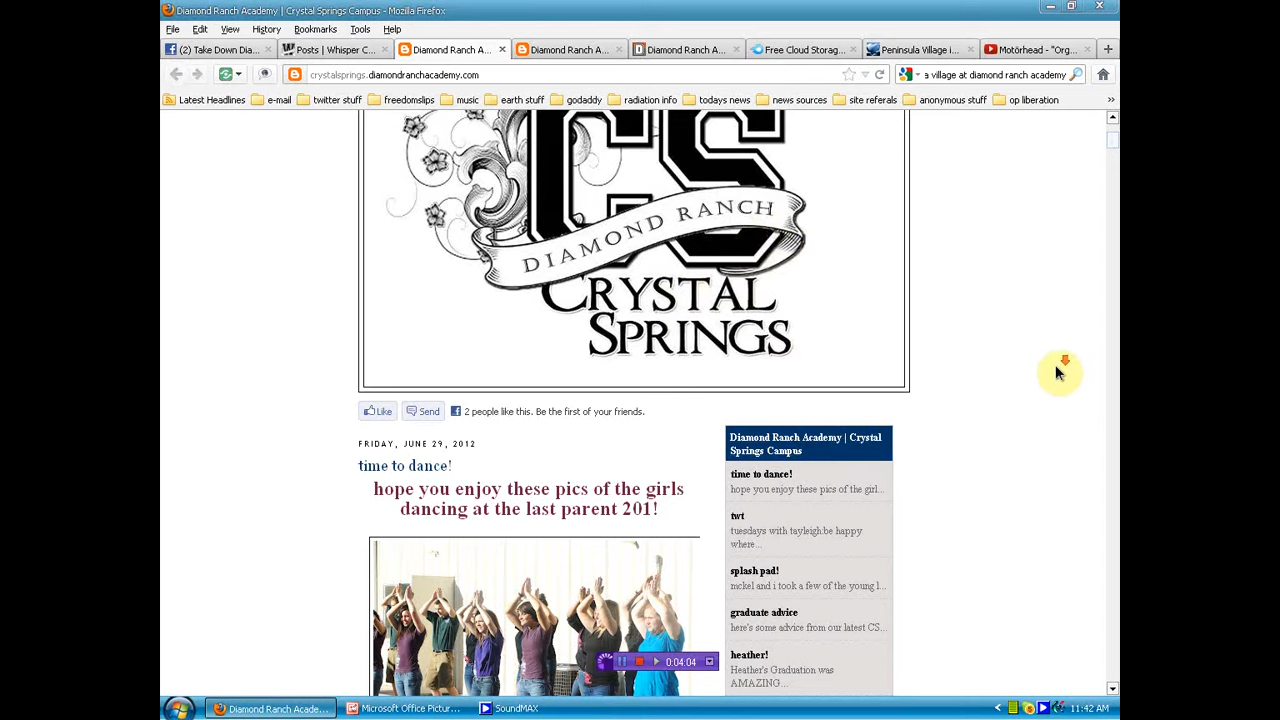 Diamond Ranch Academy | Crystal Springs Campus - Mozilla Firefox
File Edit View History Bookmarks Tools Help
(2) Take Down Dia... Posts | Whisper C... Diamond Ranch A... Diamond Ranch A... Diamond Ranch A... Free Cloud Storag... Peninsula Village i... Motörhead - "Org...
crystalsprings.diamondranchacademy.com
a village at diamond ranch academy
Latest Headlines e-mail twitter stuff freedomslips music earth stuff godaddy radiation info todays news news sources site referals anonymous stuff op liberation
CS
DIAMOND RANCH
CRYSTAL
SPRINGS
Like Send 2 people like this. Be the first of your friends.
FRIDAY, JUNE 29, 2012
time to dance!
hope you enjoy these pics of the girls
dancing at the last parent 201!
Diamond Ranch Academy | Crystal
Springs Campus
time to dance!
hope you enjoy these pics of the girl...
twt
tuesdays with tayleigh:be happy
where...
splash pad!
mckel and i took a few of the young l...
graduate advice
here's some advice from our latest CS...
heather!
Heather's Graduation was
AMAZING...
0:04:04
Diamond Ranch Acade... Microsoft Office Pictur... SoundMAX 11:42 AM